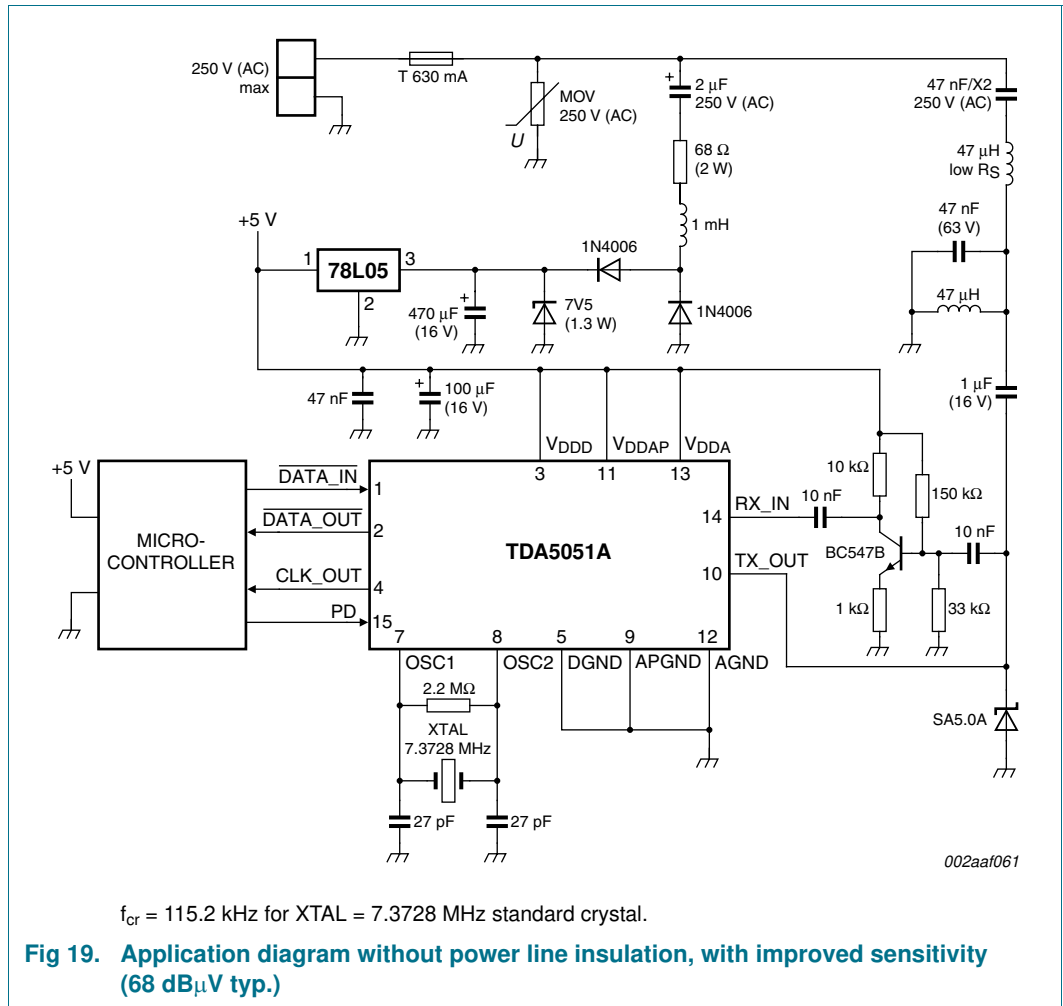 250 V (AC)
max
T 630 mA
MOV
250 V (AC)
U
+
2 μF
250 V (AC)
68 Ω
(2 W)
1 mH
47 nF/X2
250 V (AC)
47 μH
low RS
47 nF
(63 V)
47 μH
1 μF
(16 V)
+5 V
1
78L05
3
2
+
470 μF
(16 V)
7V5
(1.3 W)
1N4006
1N4006
47 nF
+
100 μF
(16 V)
VDDD
VDDAP
VDDA
3
11
13
+5 V
MICRO-
CONTROLLER
DATA_IN
1
DATA_OUT
2
CLK_OUT
4
PD
15
TDA5051A
14
RX_IN
10
TX_OUT
10 nF
10 kΩ
150 kΩ
10 nF
BC547B
1 kΩ
33 kΩ
SA5.0A
7
8
5
9
12
OSC1
OSC2
DGND
APGND
AGND
2.2 MΩ
XTAL
7.3728 MHz
27 pF
27 pF
002aaf061
fcr = 115.2 kHz for XTAL = 7.3728 MHz standard crystal.
Fig 19. Application diagram without power line insulation, with improved sensitivity
(68 dBμV typ.)